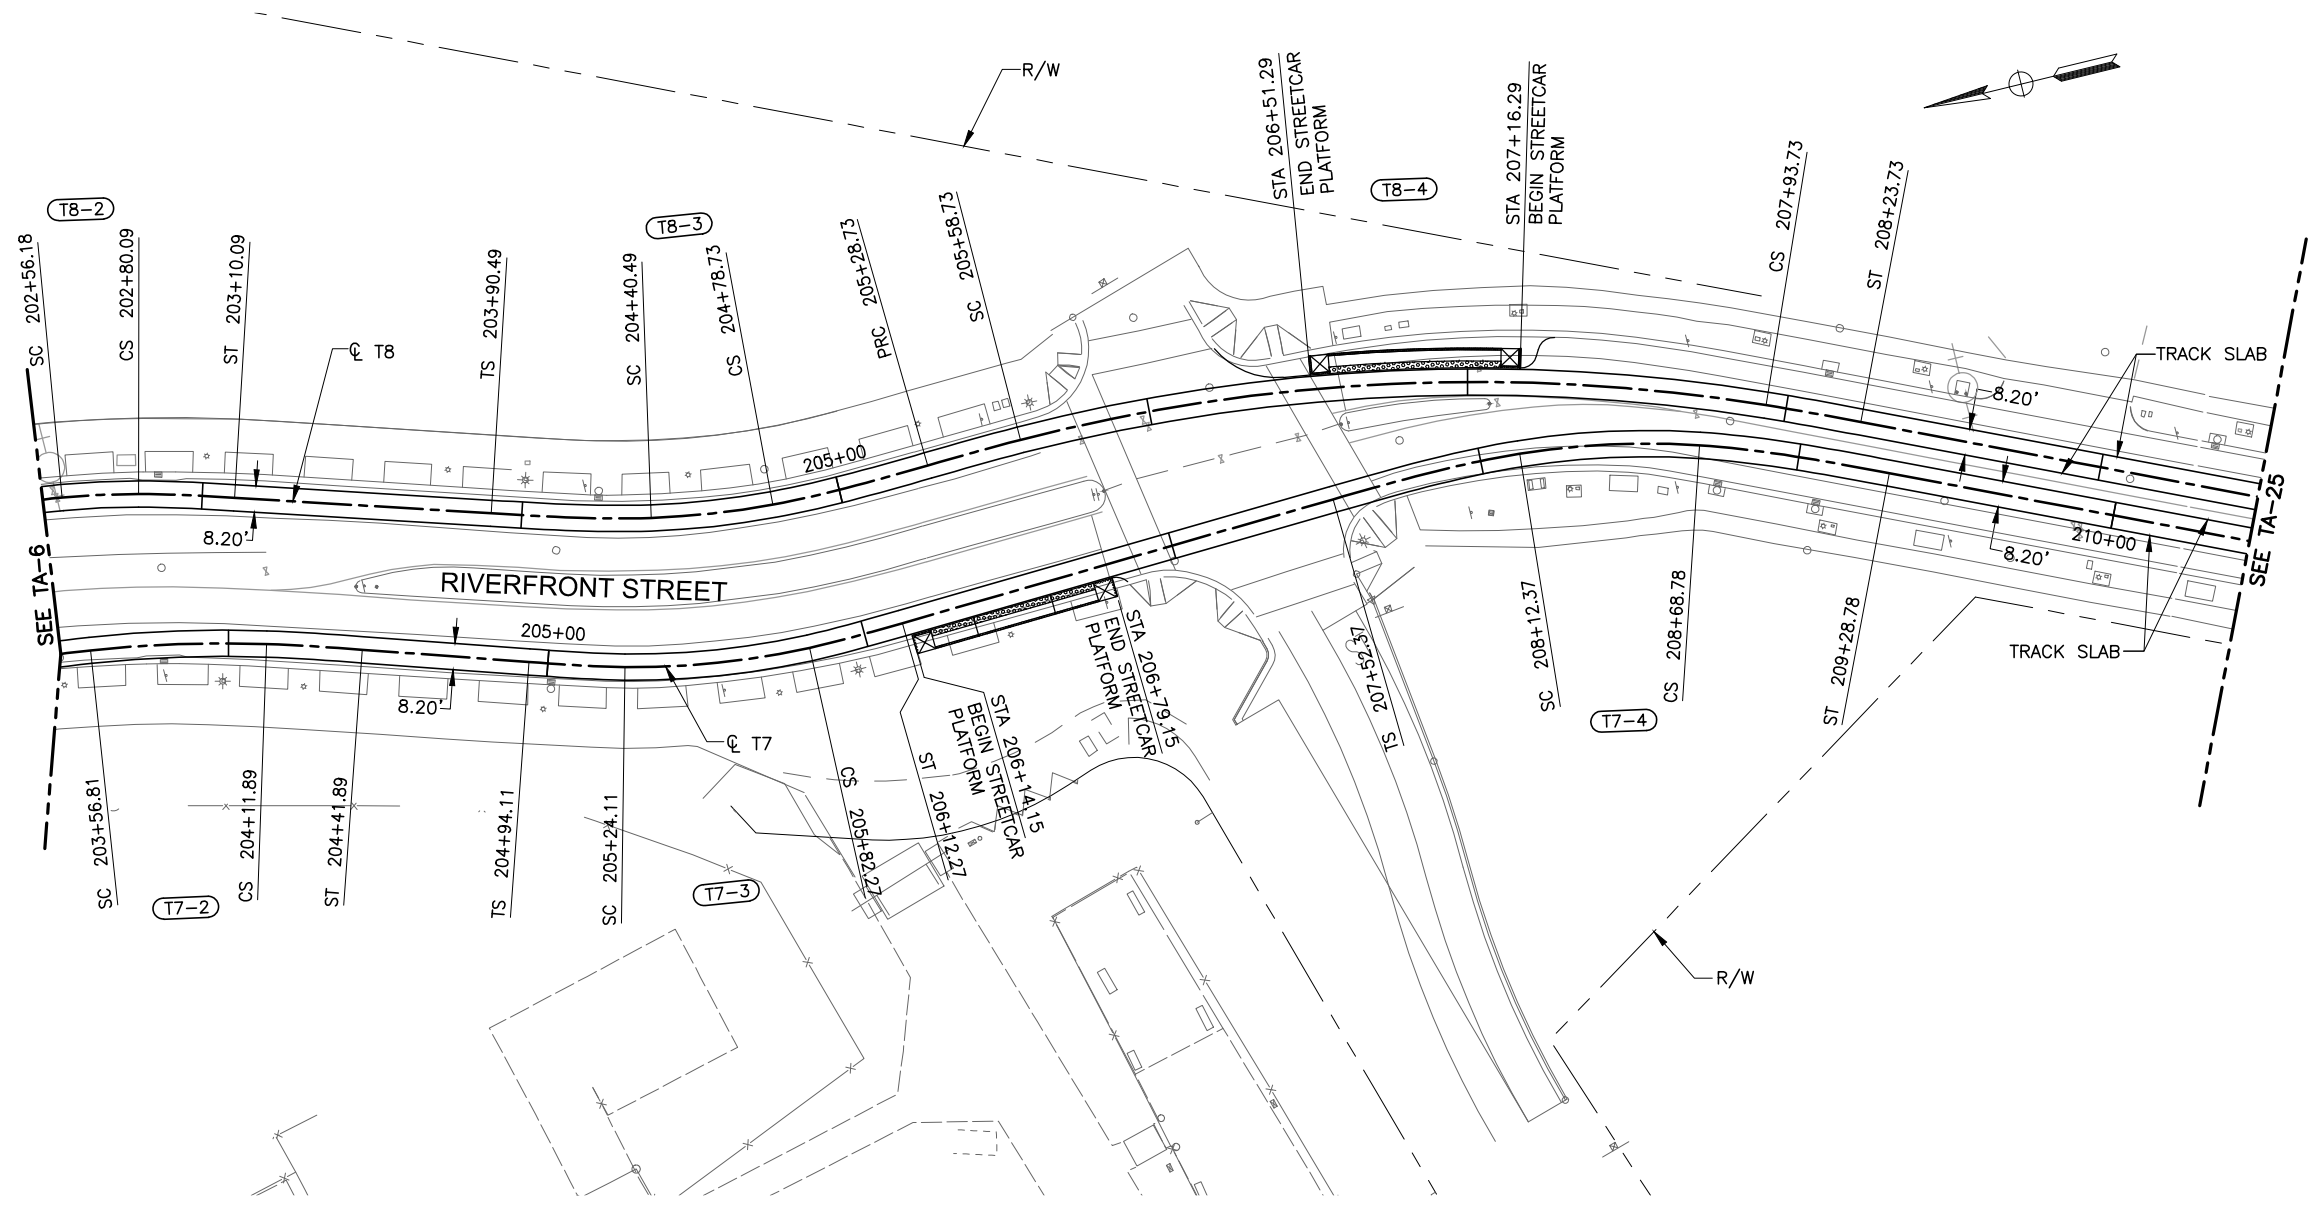 R/W
STA 206+51.29
END STREETCAR
PLATFORM
STA 207+16.29
BEGIN STREETCAR
PLATFORM
T8-2
T8-3
T8-4
SC 202+56.18
CS 202+80.09
ST 203+10.09
TS 203+90.49
SC 204+40.49
CS 204+78.73
PRC 205+28.73
SC 205+58.73
CS 207+93.73
ST 208+23.73
℄ T8
TRACK SLAB
8.20'
205+00
8.20'
SEE TA-6
SEE TA-25
RIVERFRONT STREET
205+00
210+00
8.20'
8.20'
TRACK SLAB
℄ T7
SC 203+56.81
CS 204+11.89
ST 204+41.89
TS 204+94.11
SC 205+24.11
CS 205+82.27
ST 206+12.27
STA 206+14.15
BEGIN STREETCAR
PLATFORM
STA 206+79.15
END STREETCAR
PLATFORM
TS 207+52.37
SC 208+12.37
CS 208+68.78
ST 209+28.78
T7-2
T7-3
T7-4
R/W